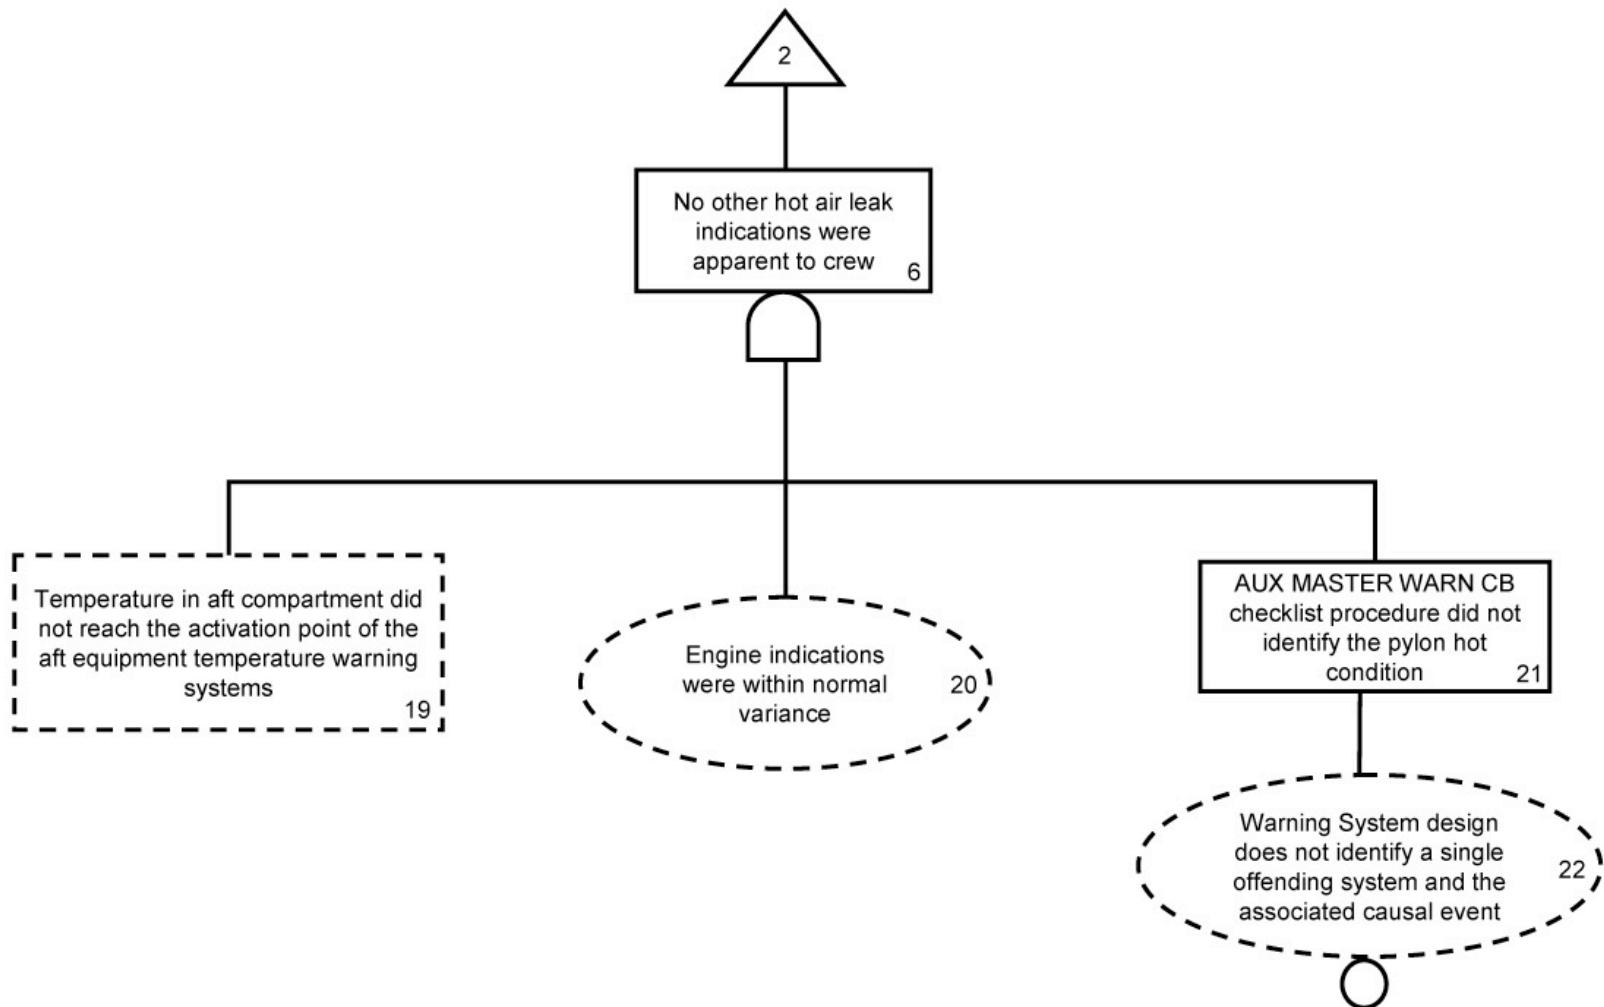 2
No other hot air leak
indications were
apparent to crew
6
Temperature in aft compartment did
not reach the activation point of the
aft equipment temperature warning
systems
19
Engine indications
were within normal
variance
20
AUX MASTER WARN CB
checklist procedure did not
identify the pylon hot
condition
21
Warning System design
does not identify a single
offending system and the
associated causal event
22